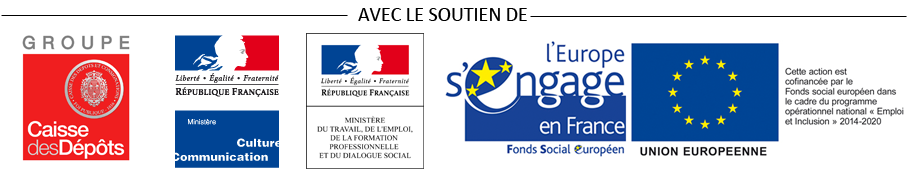 AVEC LE SOUTIEN DE
GROUPE
Caisse
desDépôts
Liberté • Égalité • Fraternité
RÉPUBLIQUE FRANÇAISE
Ministère
Culture
Communication
Liberté • Égalité • Fraternité
RÉPUBLIQUE FRANÇAISE
MINISTÈRE
DU TRAVAIL, DE L'EMPLOI,
DE LA FORMATION
PROFESSIONNELLE
ET DU DIALOGUE SOCIAL
l'Europe
s'engage
en France
Fonds Social Européen
UNION EUROPEENNE
Cette action est
cofinancée par le
Fonds social européen dans
le cadre du programme
opérationnel national « Emploi
et Inclusion » 2014-2020